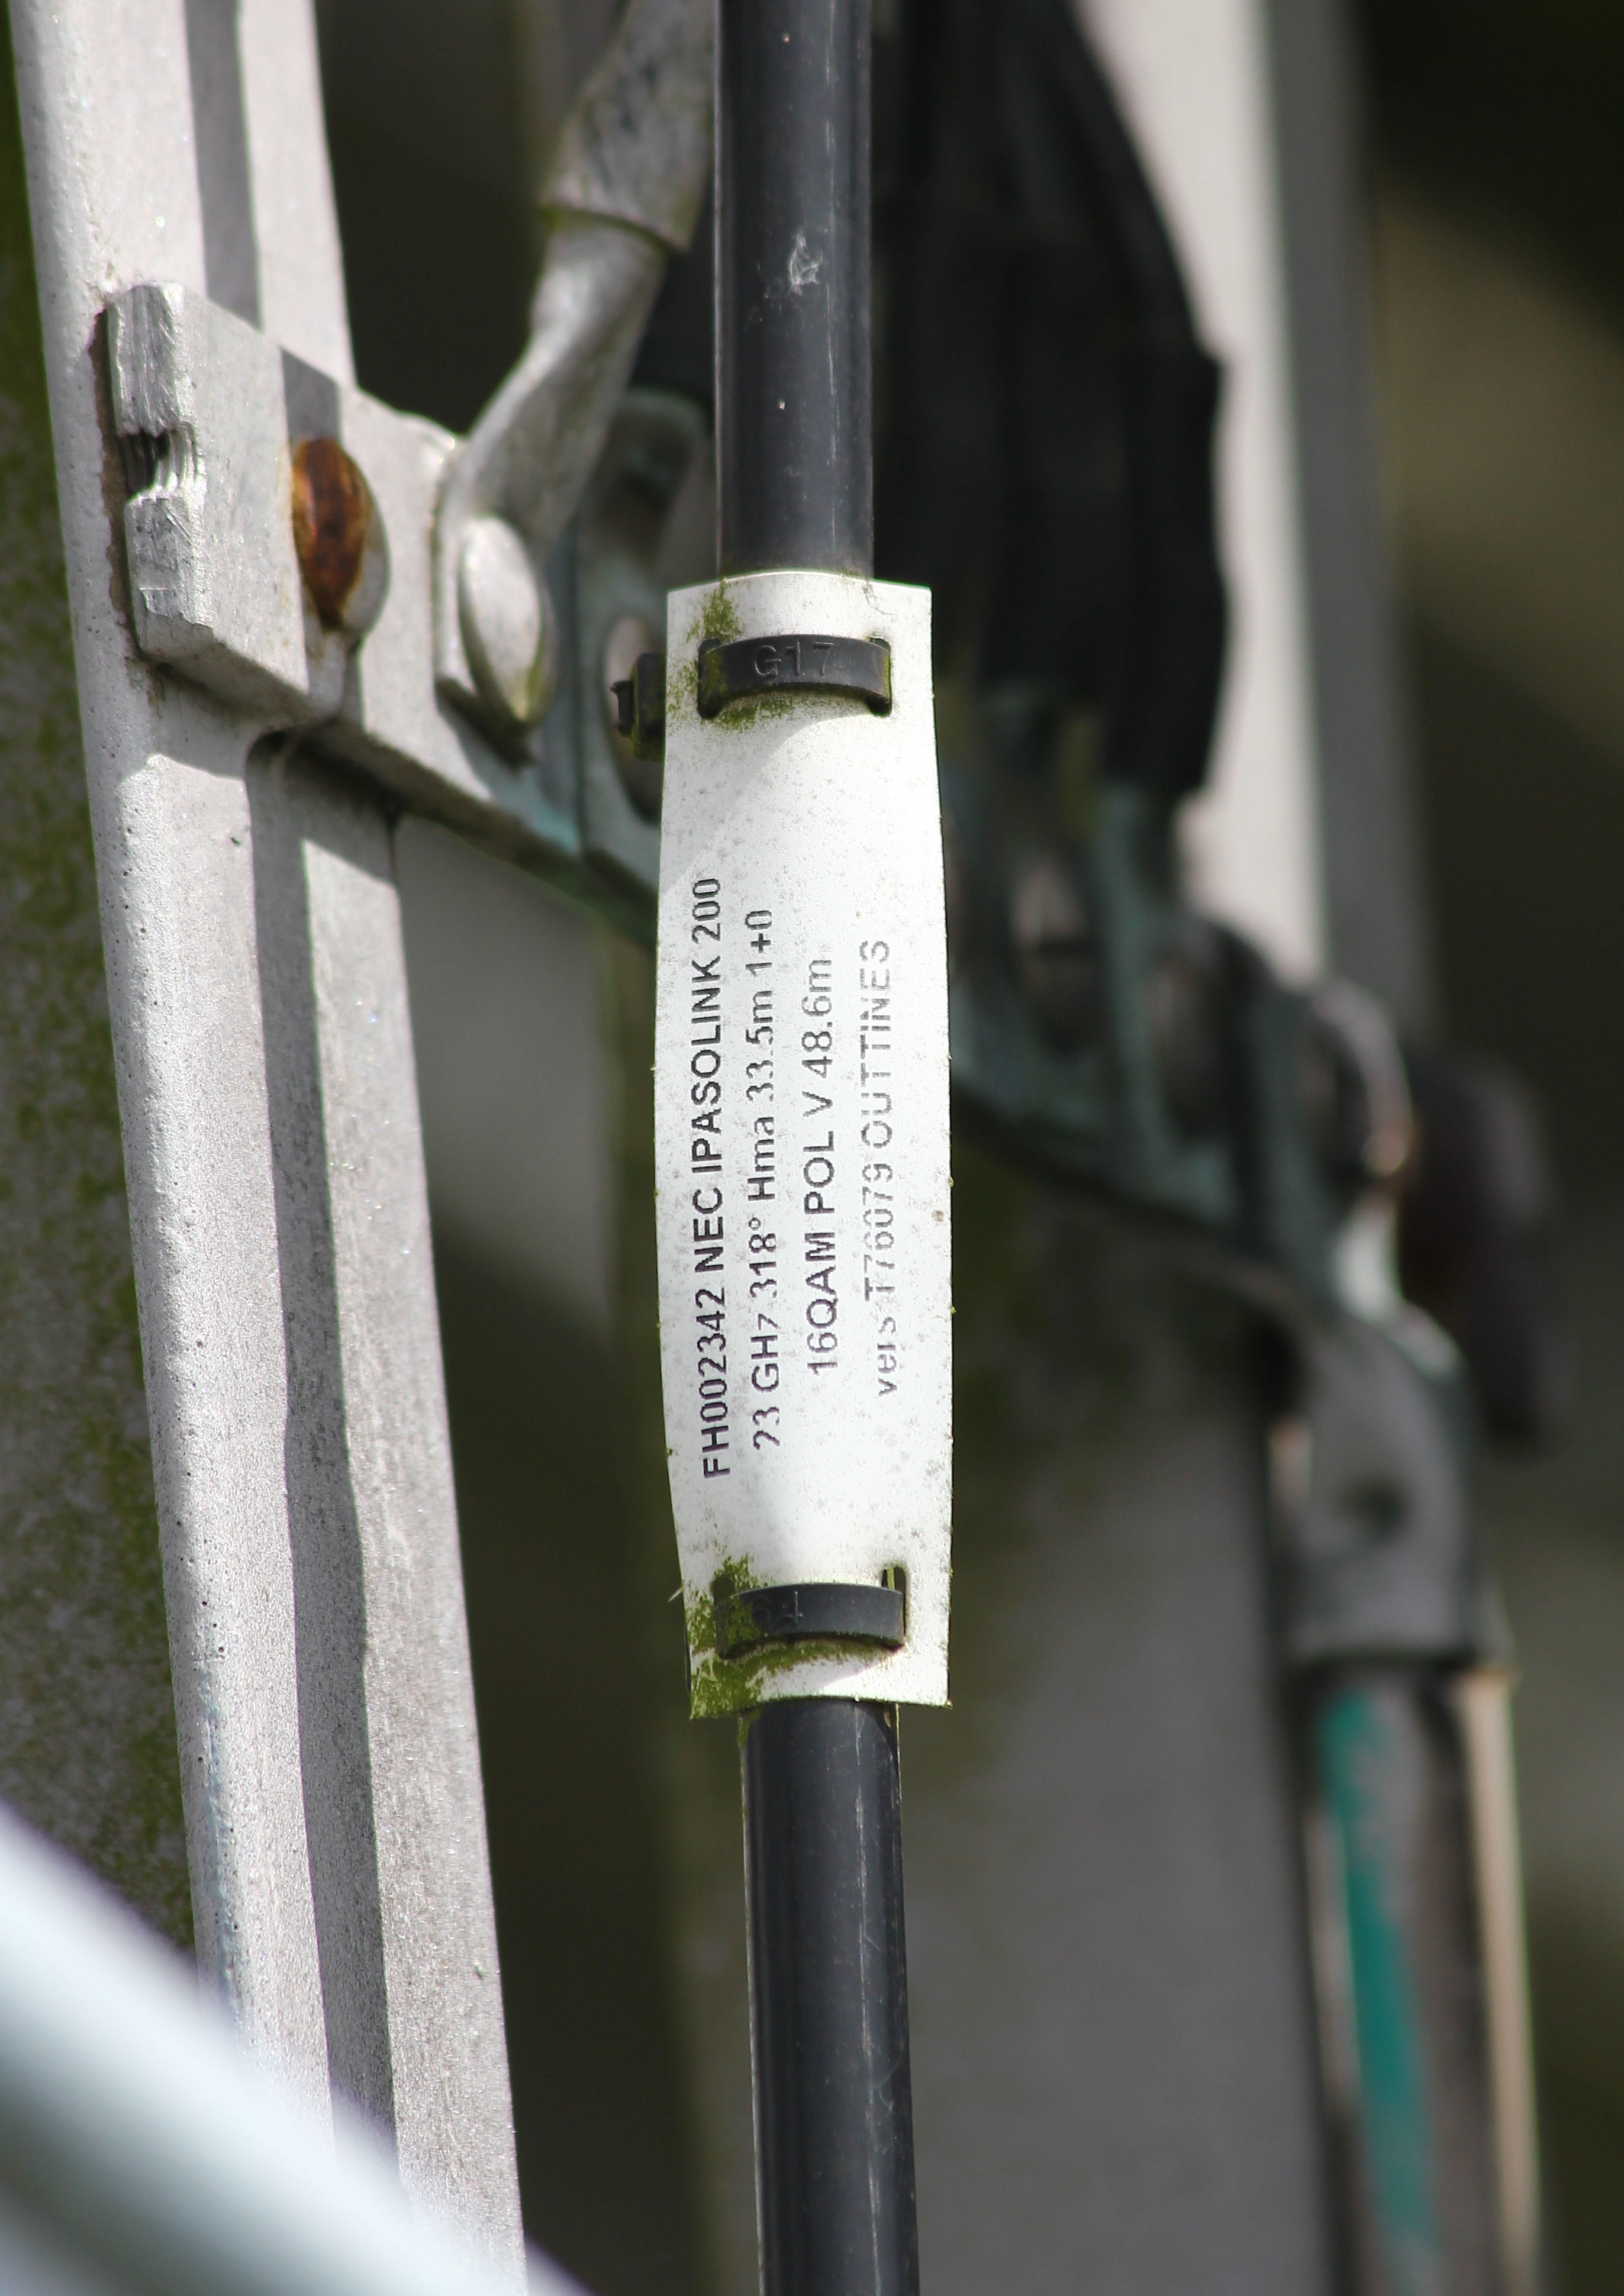 G17
FH002342 NEC IPASOLINK 200
23 GHz 318° Hma 33.5m 1+0
16QAM POL V 48.6m
vers T76079 OUTTINES
64